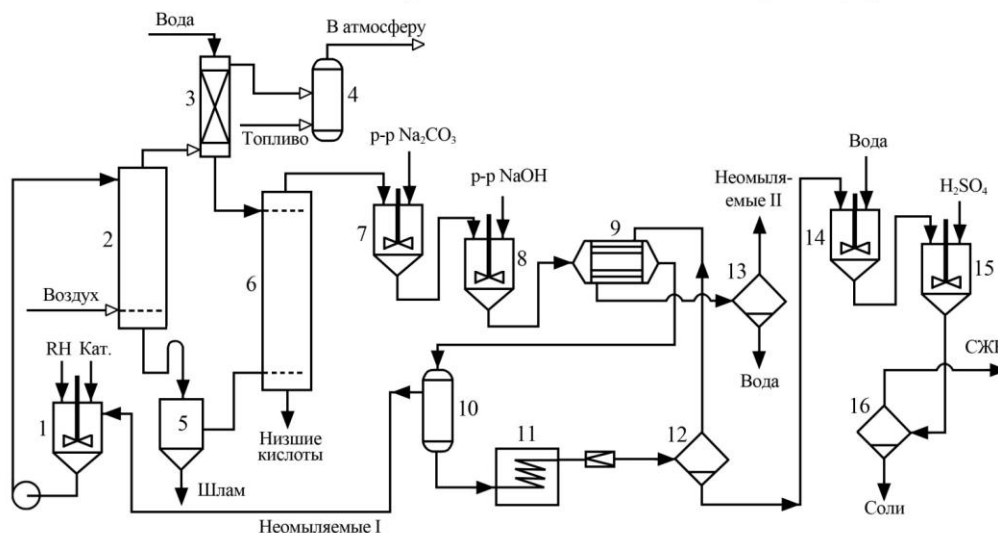 Вода
В атмосферу
3
4
Топливо
р-р Na₂CO₃
р-р NaOH
Неомыля-
емые II
Вода
H₂SO₄
2
7
8
9
13
14
15
6
Воздух
RH Кат.
1
5
10
Вода
СЖК
16
Низшие
кислоты
11
12
Шлам
Соли
Неомыляемые I